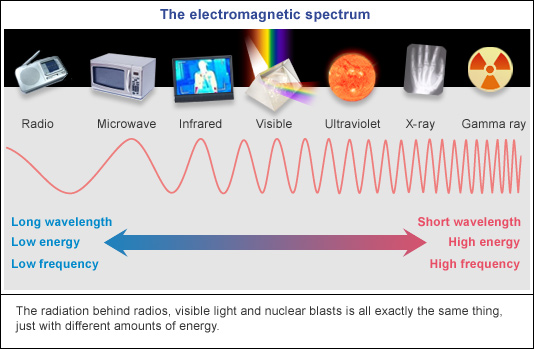 The electromagnetic spectrum
Radio Microwave Infrared Visible Ultraviolet X-ray Gamma ray
Long wavelength Short wavelength
Low energy High energy
Low frequency High frequency
The radiation behind radios, visible light and nuclear blasts is all exactly the same thing,
just with different amounts of energy.